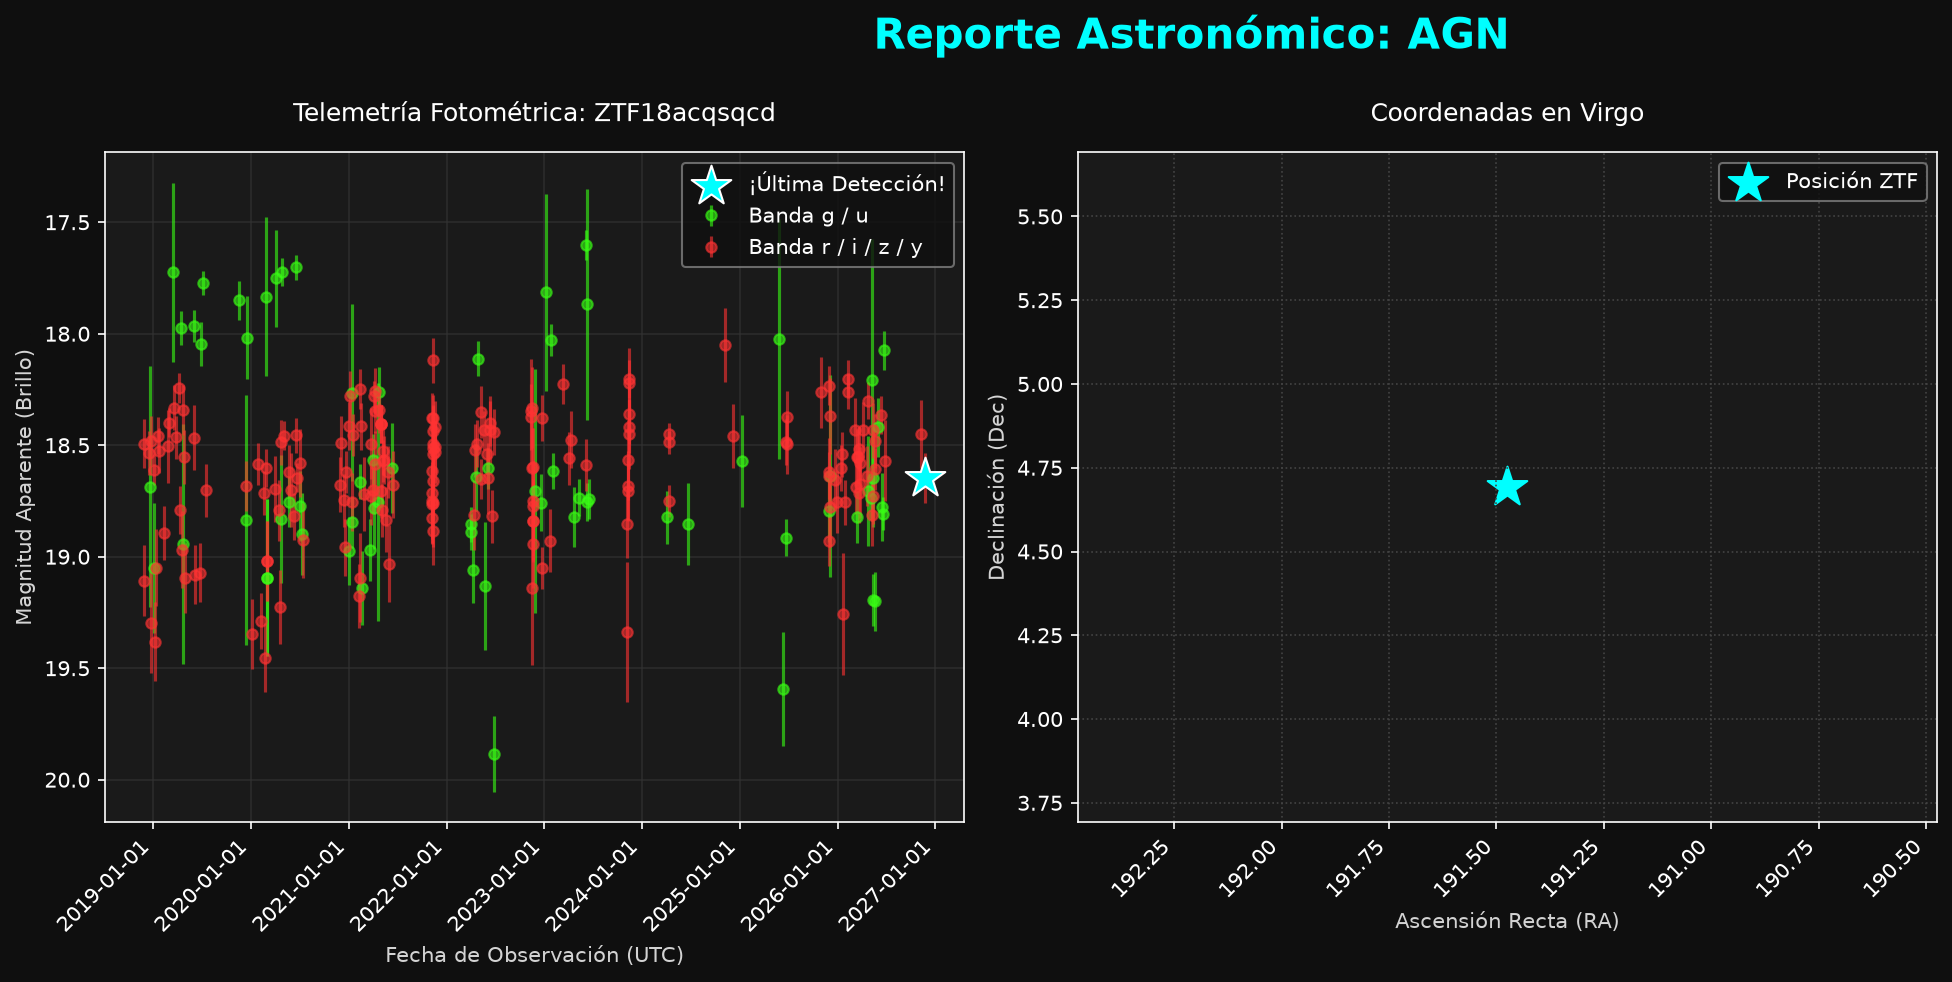 Reporte Astronómico: AGN
Telemetría Fotométrica: ZTF18acqsqcd
¡Última Detección!
Banda g / u
Banda r / i / z / y
Magnitud Aparente (Brillo)
17.5
18.0
18.5
19.0
19.5
20.0
2019-01-01
2020-01-01
2021-01-01
2022-01-01
2023-01-01
2024-01-01
2025-01-01
2026-01-01
2027-01-01
Fecha de Observación (UTC)
Coordenadas en Virgo
Posición ZTF
Declinación (Dec)
5.50
5.25
5.00
4.75
4.50
4.25
4.00
3.75
192.25
192.00
191.75
191.50
191.25
191.00
190.75
190.50
Ascensión Recta (RA)